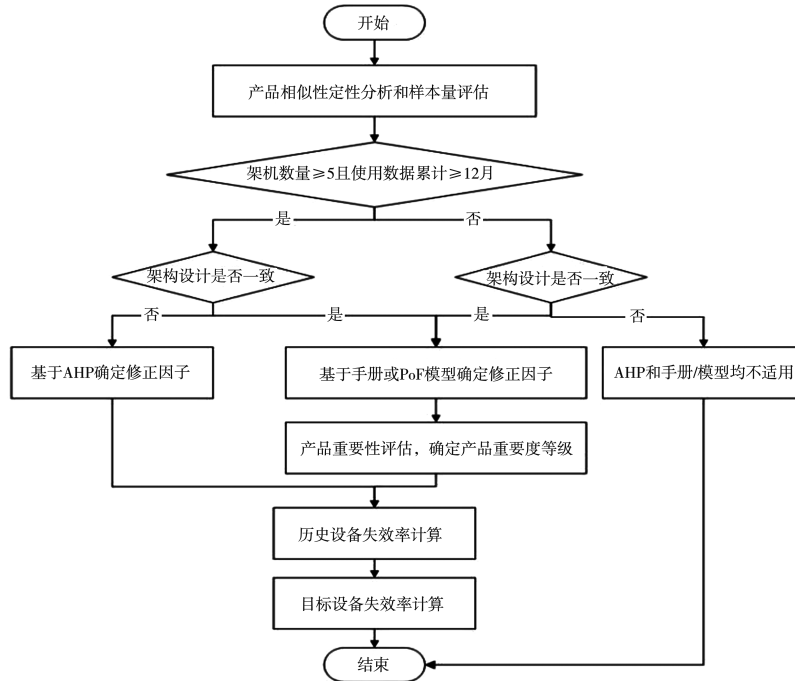 开始
产品相似性定性分析和样本量评估
架机数量≥5且使用数据累计≥12月
是
否
架构设计是否一致
架构设计是否一致
否
是
是
否
基于AHP确定修正因子
基于手册或PoF模型确定修正因子
AHP和手册/模型均不适用
产品重要性评估，确定产品重要度等级
历史设备失效率计算
目标设备失效率计算
结束